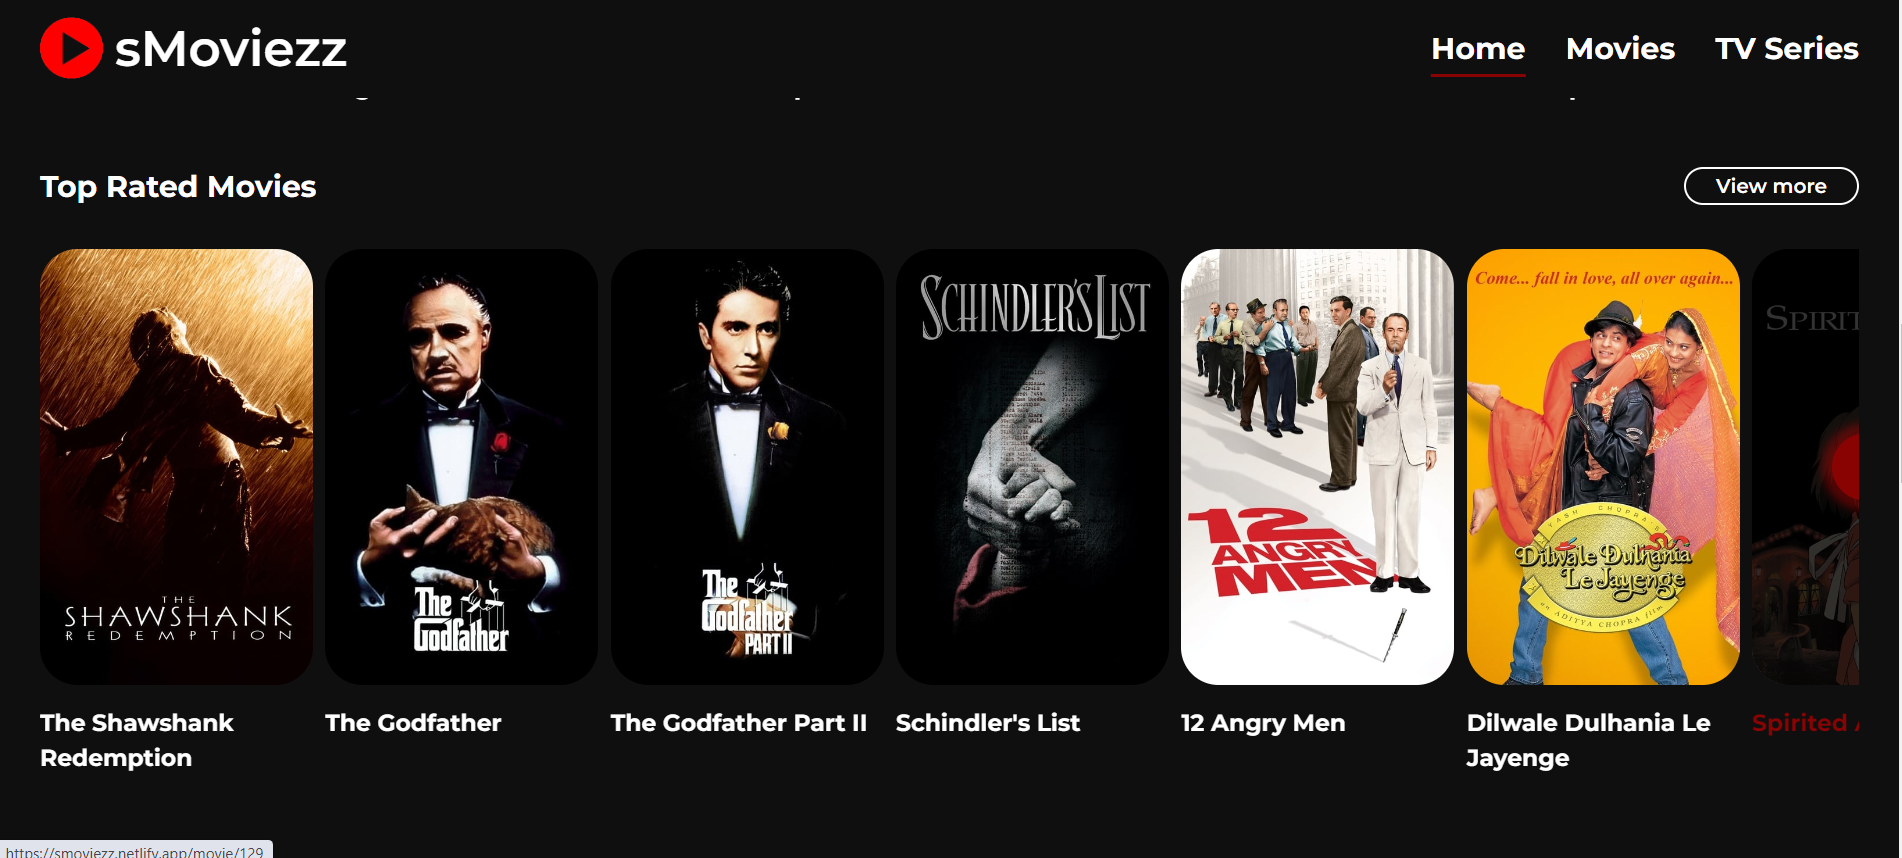 sMoviezz
Home Movies TV Series
Top Rated Movies
View more
THE
SHAWSHANK
REDEMPTION
The
Godfather
The
Godfather
PART II
SCHINDLER'S LIST
12
ANGRY
MEN
Come... fall in love, all over again...
YASH CHOPRA'S
Dilwale Dulhania
Le Jayenge
an ADITYA CHOPRA film
SPIRIT
The Shawshank
Redemption
The Godfather
The Godfather Part II
Schindler's List
12 Angry Men
Dilwale Dulhania Le
Jayenge
Spirited
https://smoviezz.netlify.app/movie/129